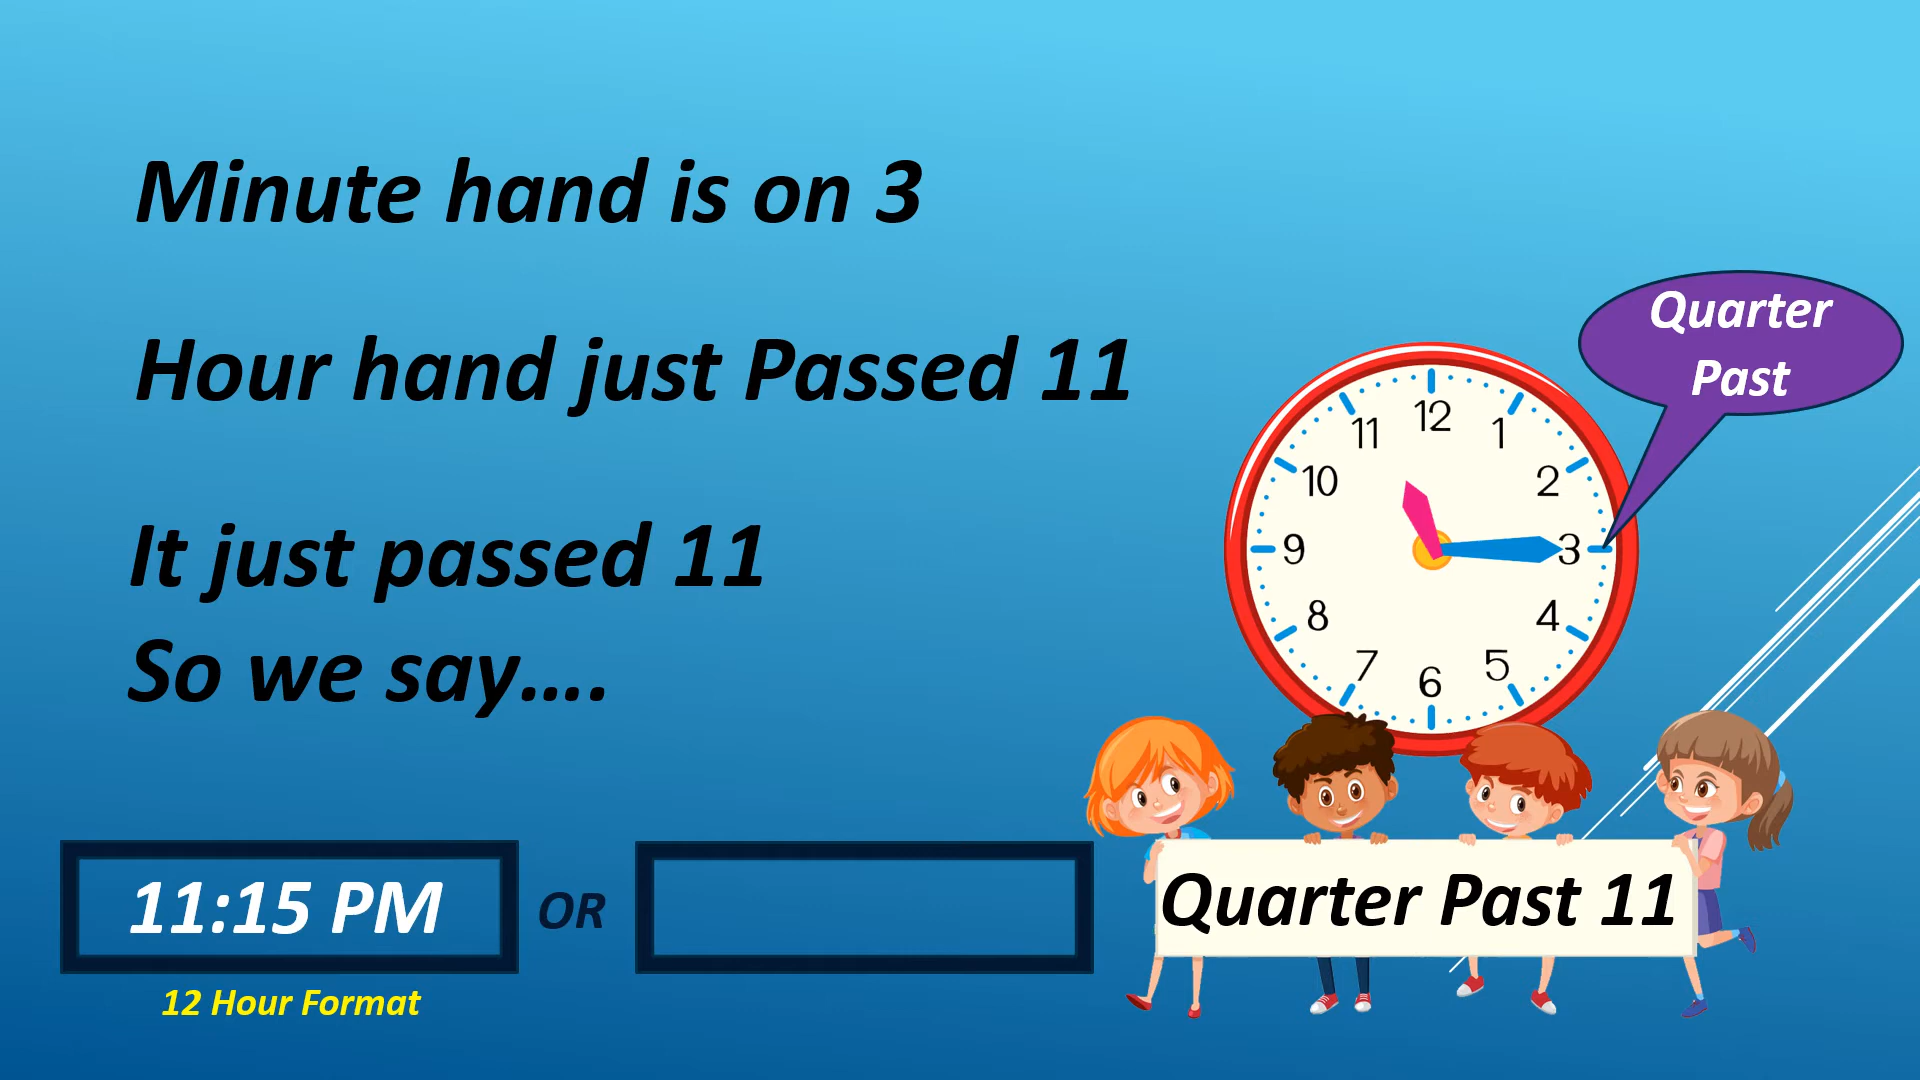 Minute hand is on 3
Hour hand just Passed 11
It just passed 11
So we say....
Quarter
Past
12
1
2
3
4
5
6
7
8
9
10
11
11:15 PM
OR
12 Hour Format
Quarter Past 11